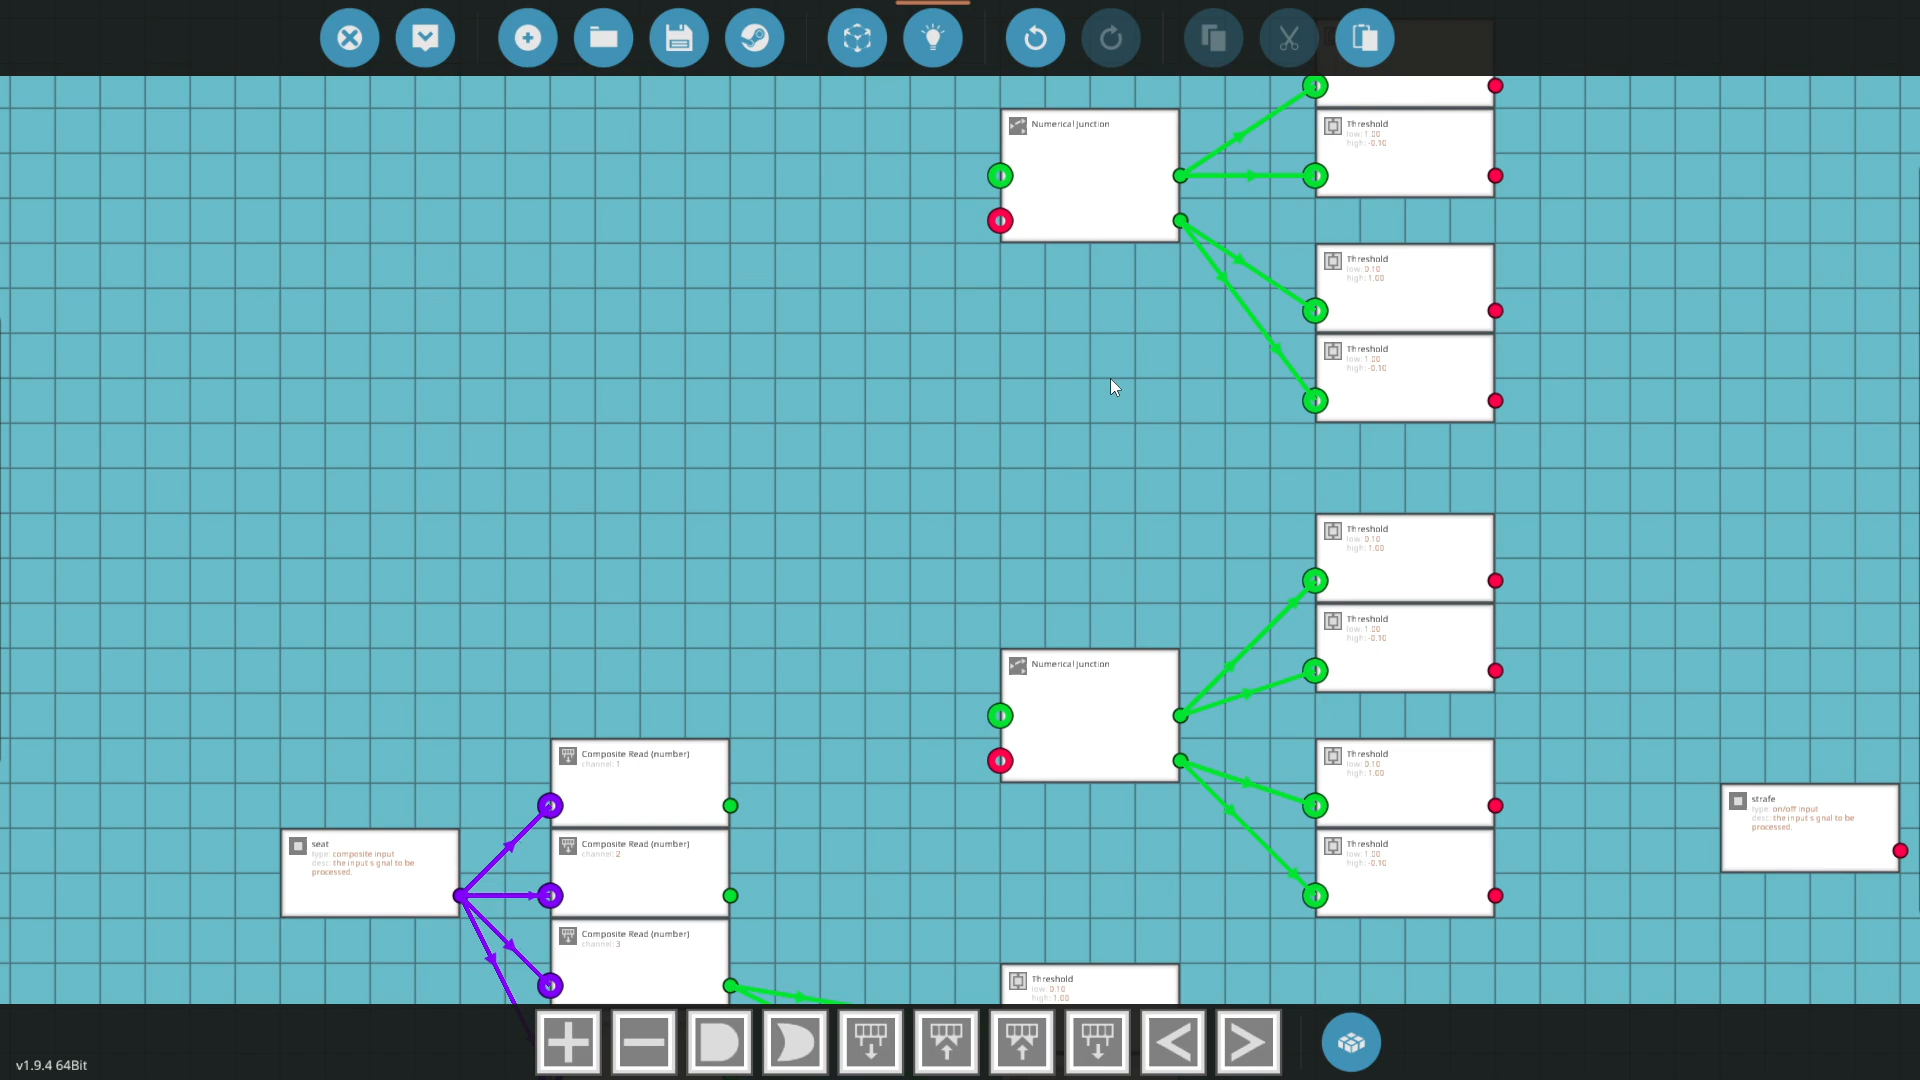 Numerical Junction
Threshold
low: 1.00
high: -0.10
Threshold
low: 0.10
high: 1.00
Threshold
low: 1.00
high: -0.10
Threshold
low: 0.10
high: 1.00
Threshold
low: 1.00
high: -0.10
Numerical Junction
Composite Read (number)
channel: 1
Threshold
low: 0.10
high: 1.00
strafe
type: on/off input
desc: the input signal to be
processed.
seat
type: composite input
desc: the input signal to be
processed.
Composite Read (number)
channel: 2
Threshold
low: 1.00
high: -0.10
Composite Read (number)
channel: 3
Threshold
low: 0.10
high: 1.00
v1.9.4 64Bit